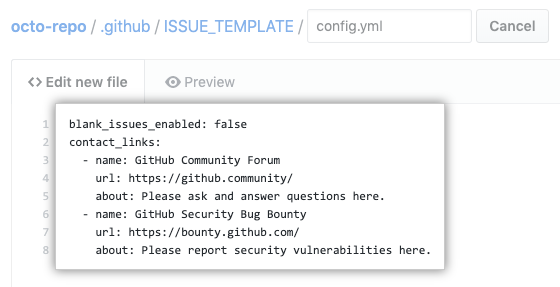 octo-repo / .github / ISSUE_TEMPLATE / config.yml Cancel
<> Edit new file Preview
1 blank_issues_enabled: false
2 contact_links:
3 - name: GitHub Community Forum
4 url: https://github.community/
5 about: Please ask and answer questions here.
6 - name: GitHub Security Bug Bounty
7 url: https://bounty.github.com/
8 about: Please report security vulnerabilities here.